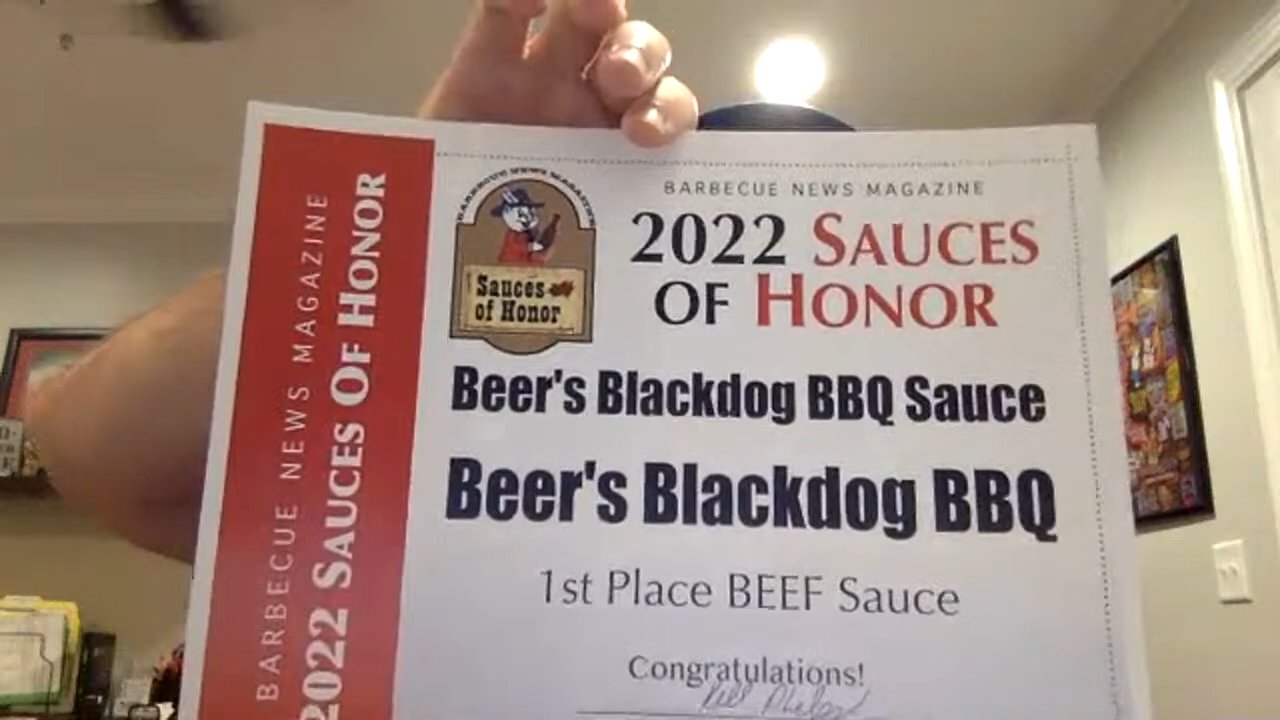 BARBECUE NEWS MAGAZINE
2022 SAUCES OF HONOR
BARBECUE NEWS MAGAZINE
Sauces
of Honor
BARBECUE NEWS MAGAZINE
2022 SAUCES
OF HONOR
Beer's Blackdog BBQ Sauce
Beer's Blackdog BBQ
1st Place BEEF Sauce
Congratulations!